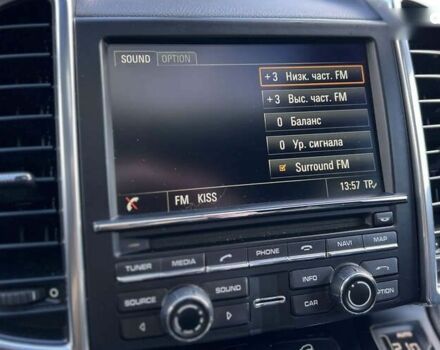 SOUND OPTION
+3 Низк. част. FM
+3 Выс. част. FM
0 Баланс
0 Ур. сигнала
Surround FM
FM KISS
13:57 TP
TUNER MEDIA PHONE NAVI MAP
SOURCE SOUND INFO
CAR